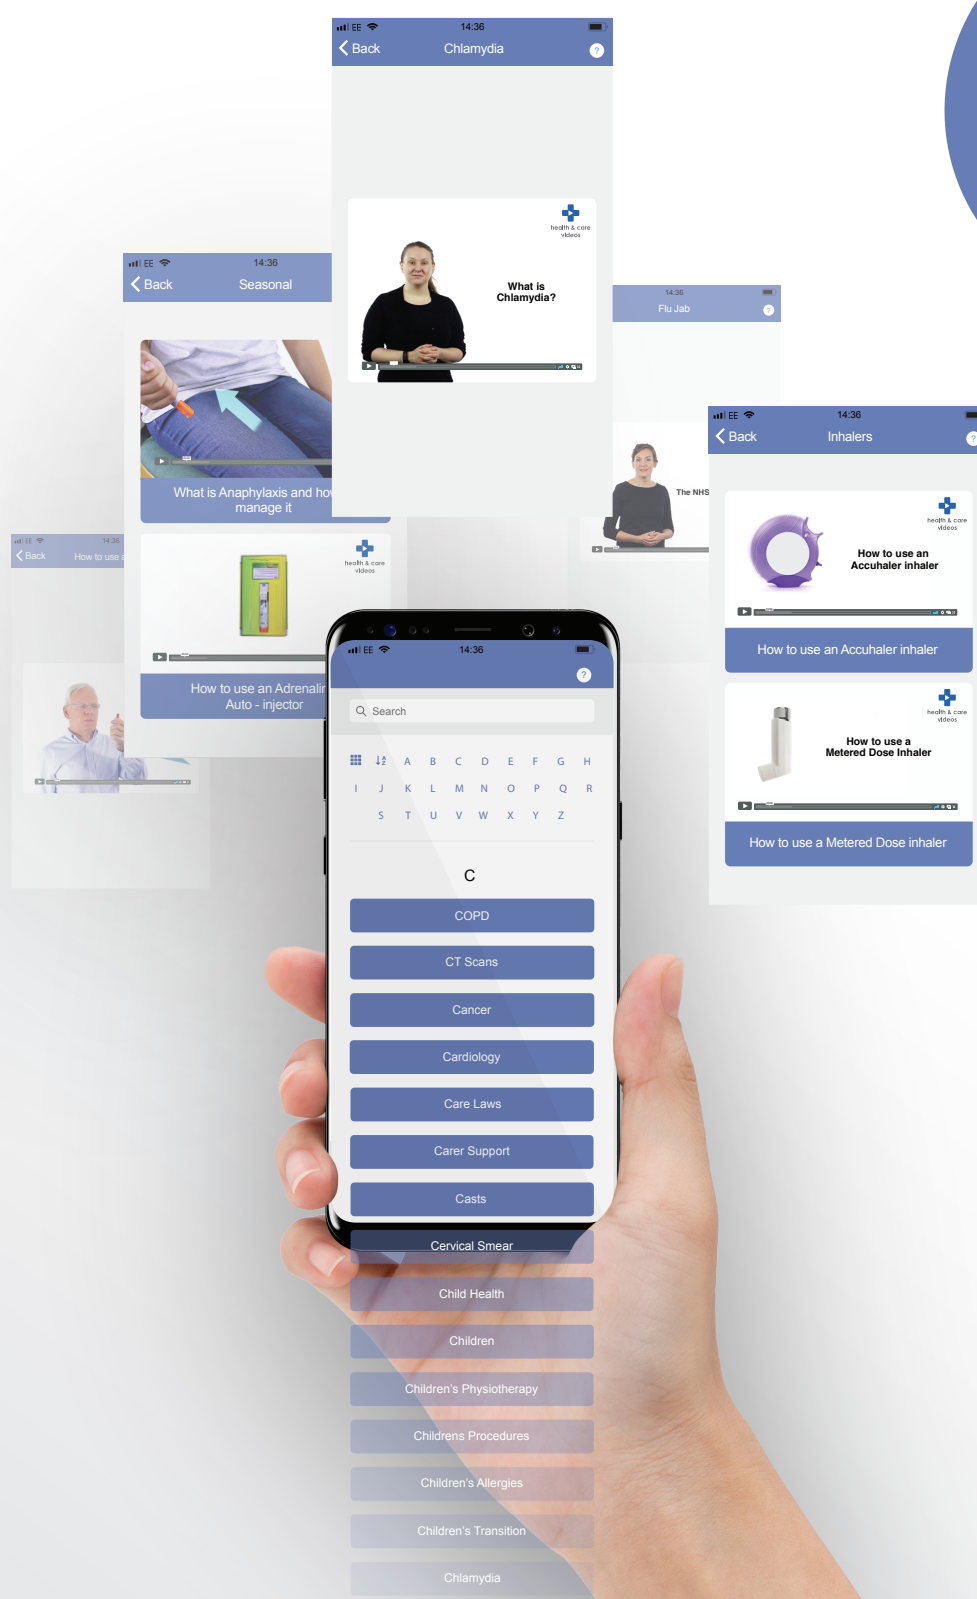 EE
14:36
Back
Chlamydia
?
health & care
videos
What is
Chlamydia?
EE
14:36
Back
Seasonal
What is Anaphylaxis and how
manage it
health & care
videos
How to use an Adrenalin
Auto - injector
14:36
Flu Jab
?
The NHS
EE
14:36
Back
Inhalers
?
health & care
videos
How to use an
Accuhaler inhaler
How to use an Accuhaler inhaler
health & care
videos
How to use a
Metered Dose Inhaler
How to use a Metered Dose inhaler
EE
14:36
Back
How to use a
EE
14:36
?
Search
A B C D E F G H
I J K L M N O P Q R
S T U V W X Y Z
C
COPD
CT Scans
Cancer
Cardiology
Care Laws
Carer Support
Casts
Cervical Smear
Child Health
Children
Children's Physiotherapy
Childrens Procedures
Children's Allergies
Children's Transition
Chlamydia